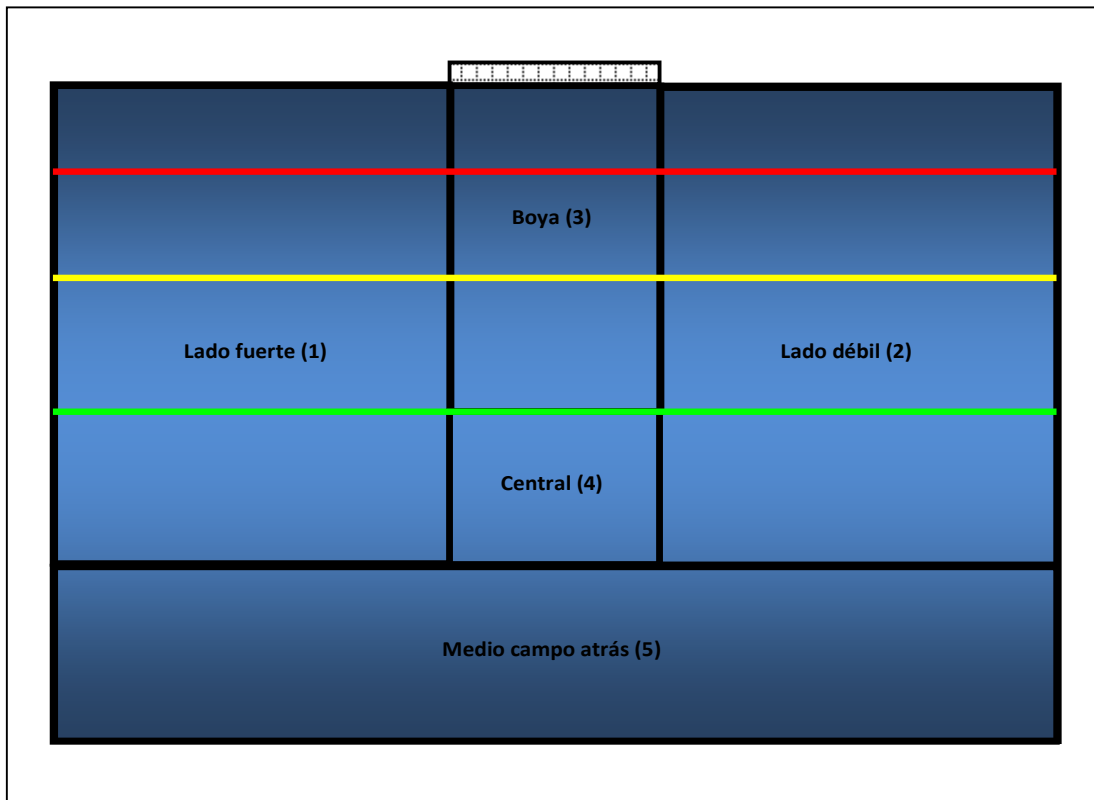 Boya (3)
Lado fuerte (1)
Lado débil (2)
Central (4)
Medio campo atrás (5)